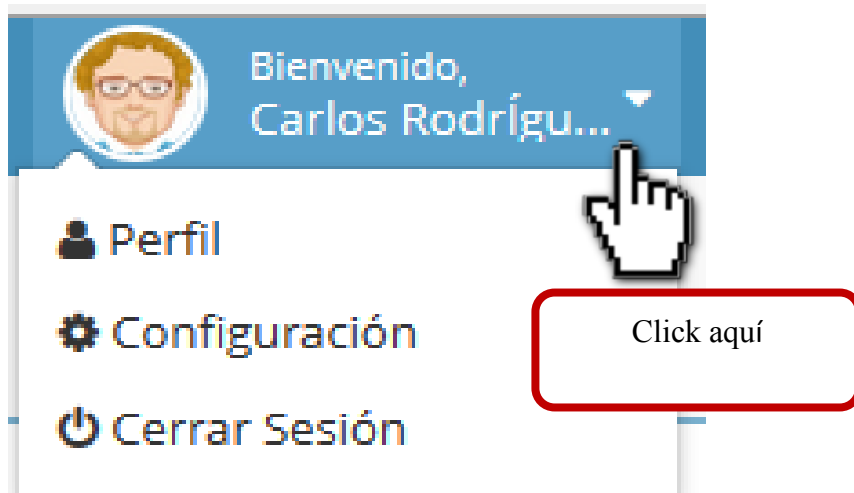 Bienvenido,
Carlos RodrÍgu...
Perfil
Configuración
Click aquí
Cerrar Sesión